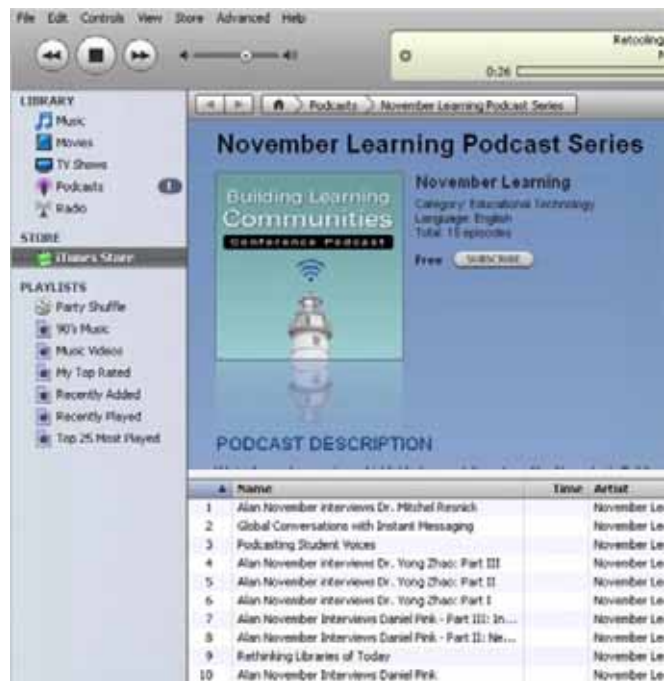 File Edit Controls View Store Advanced Help
Retooling
0:26
LIBRARY
Music
Movies
TV Shows
Podcasts 1
Radio
STORE
iTunes Store
PLAYLISTS
Party Shuffle
90's Music
Music Videos
My Top Rated
Recently Added
Recently Played
Top 25 Most Played
Podcasts November Learning Podcast Series
November Learning Podcast Series
Building Learning
Communities
Conference Podcast
November Learning
Category: Educational Technology
Language: English
Total: 15 episodes
Free SUBSCRIBE
PODCAST DESCRIPTION
Name Time Artist
1 Alan November interviews Dr. Mitchel Resnick November Le
2 Global Conversations with Instant Messaging November Le
3 Podcasting Student Voices November Le
4 Alan November interviews Dr. Yong Zhao: Part III November Le
5 Alan November interviews Dr. Yong Zhao: Part II November Le
6 Alan November interviews Dr. Yong Zhao: Part I November Le
7 Alan November Interviews Daniel Pink - Part III: In... November Le
8 Alan November Interviews Daniel Pink - Part II: Ne... November Le
9 Rethinking Libraries of Today November Le
10 Alan November Interviews Daniel Pink November Le